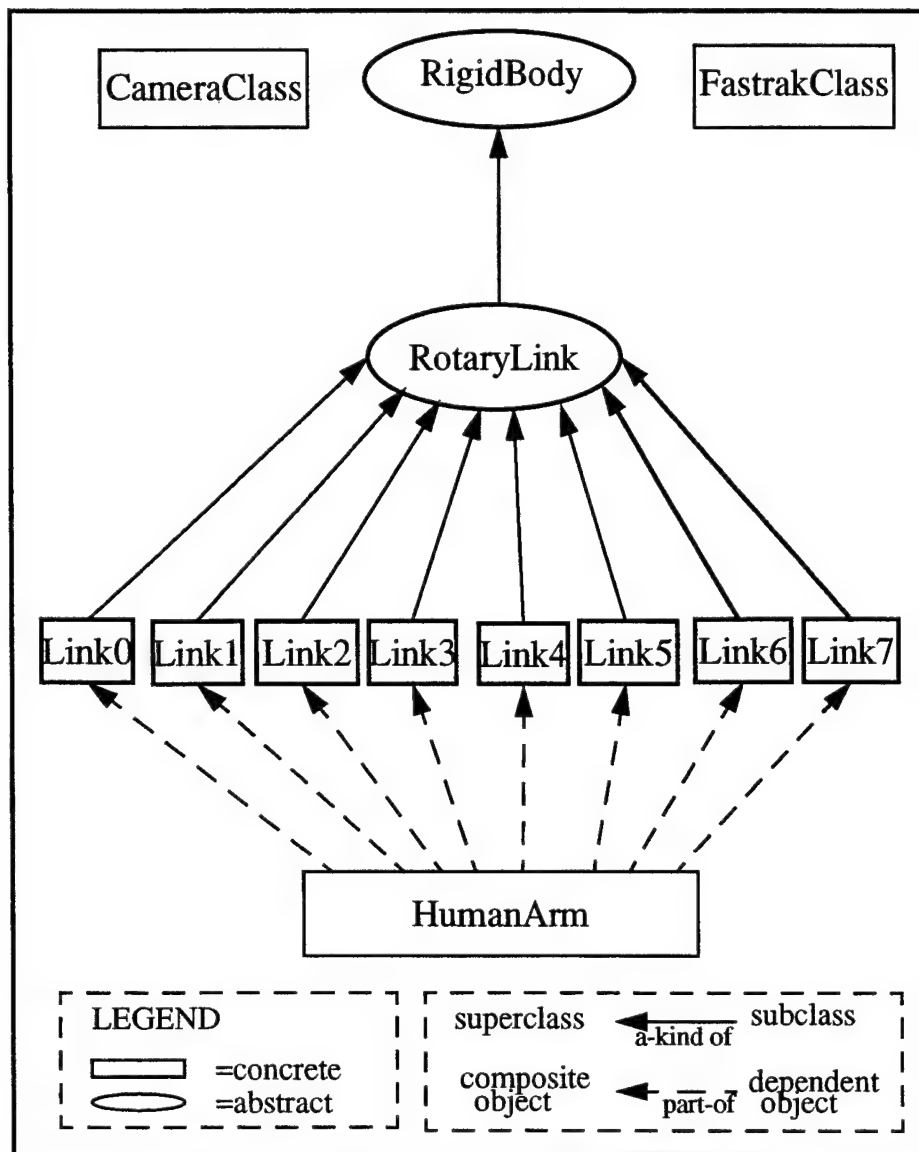 CameraClass
RigidBody
FastrakClass
RotaryLink
Link0
Link1
Link2
Link3
Link4
Link5
Link6
Link7
HumanArm
LEGEND
=concrete
=abstract
superclass
a-kind of
subclass
composite
object
part-of
dependent
object